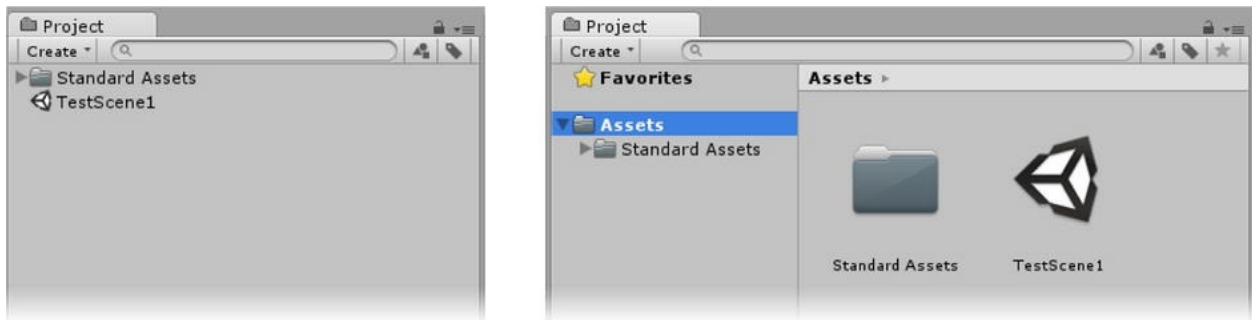 Project
Create
Standard Assets
TestScene1
Project
Create
Favorites
Assets
Standard Assets
Assets
Standard Assets
TestScene1